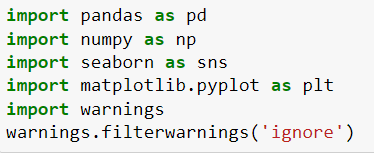 import pandas as pd
import numpy as np
import seaborn as sns
import matplotlib.pyplot as plt
import warnings
warnings.filterwarnings('ignore')